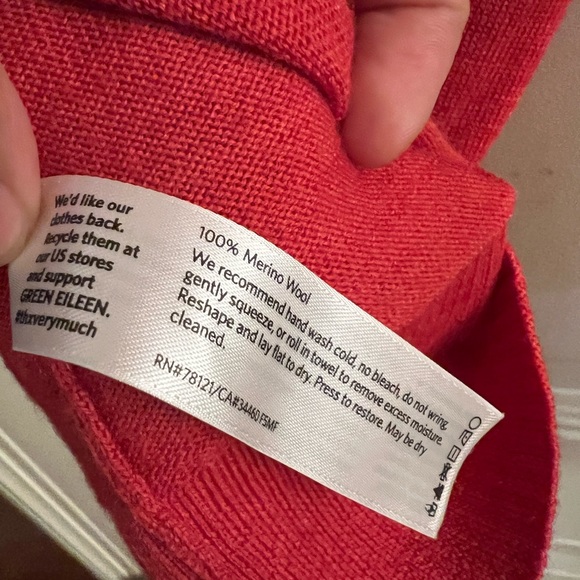 We'd like our
clothes back.
Recycle them at
our US stores
and support
GREEN EILEEN.
#thxverymuch
100% Merino Wool
We recommend hand wash cold, no bleach, do not wring,
gently squeeze, or roll in towel to remove excess moisture.
Reshape and lay flat to dry. Press to restore. May be dry
cleaned.
RN#78121/CA#34460 F5MF